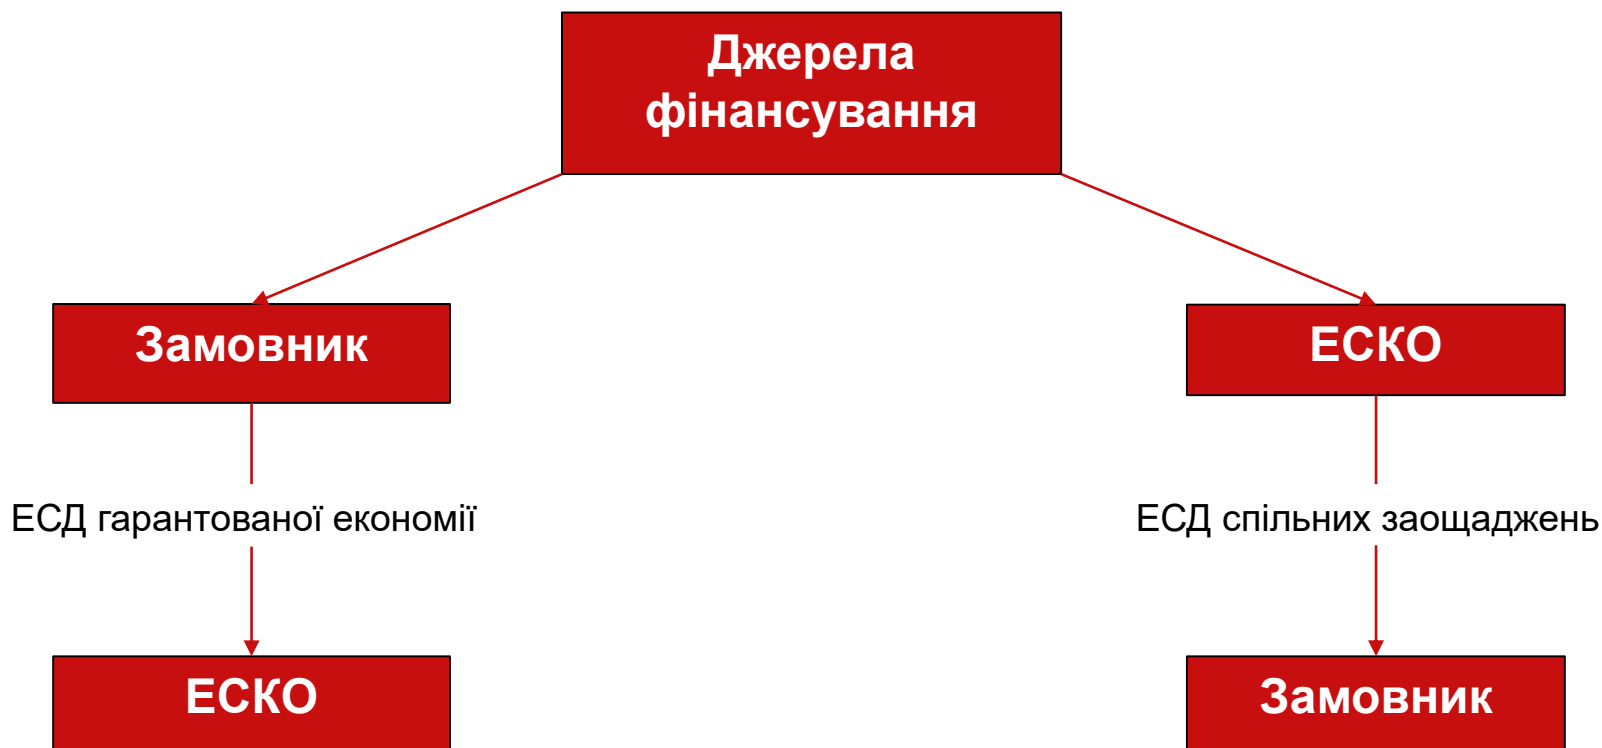 Джерела
фінансування
Замовник
ЕСКО
ЕСД гарантованої економії
ЕСД спільних заощаджень
ЕСКО
Замовник